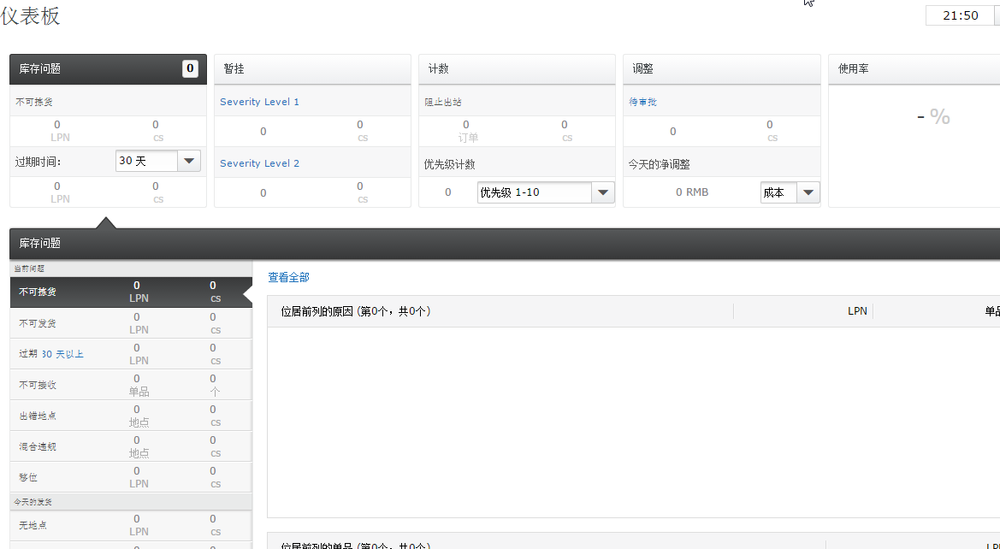 仪表板
21:50
库存问题 0
暂挂
计数
调整
使用率
不可拣货
Severity Level 1
阻止出站
待审批
- %
0 0
LPN cs
0 0
cs
0 0
订单 cs
0 0
cs
过期时间: 30 天
Severity Level 2
优先级计数
今天的净调整
0 0
LPN cs
0 0
cs
0 优先级 1-10
0 RMB 成本
库存问题
当前问题
不可拣货 0 0
LPN cs
不可发货 0 0
LPN cs
过期 30 天以上 0 0
LPN cs
不可接收 0 0
单品 个
出错地点 0 0
地点 cs
混合违规 0 0
地点 cs
移位 0 0
LPN cs
今天的发货
无地点 0 0
LPN cs
查看全部
位居前列的原因 (第0个，共0个) LPN 单品
位居前列的单品 (第0个，共0个)